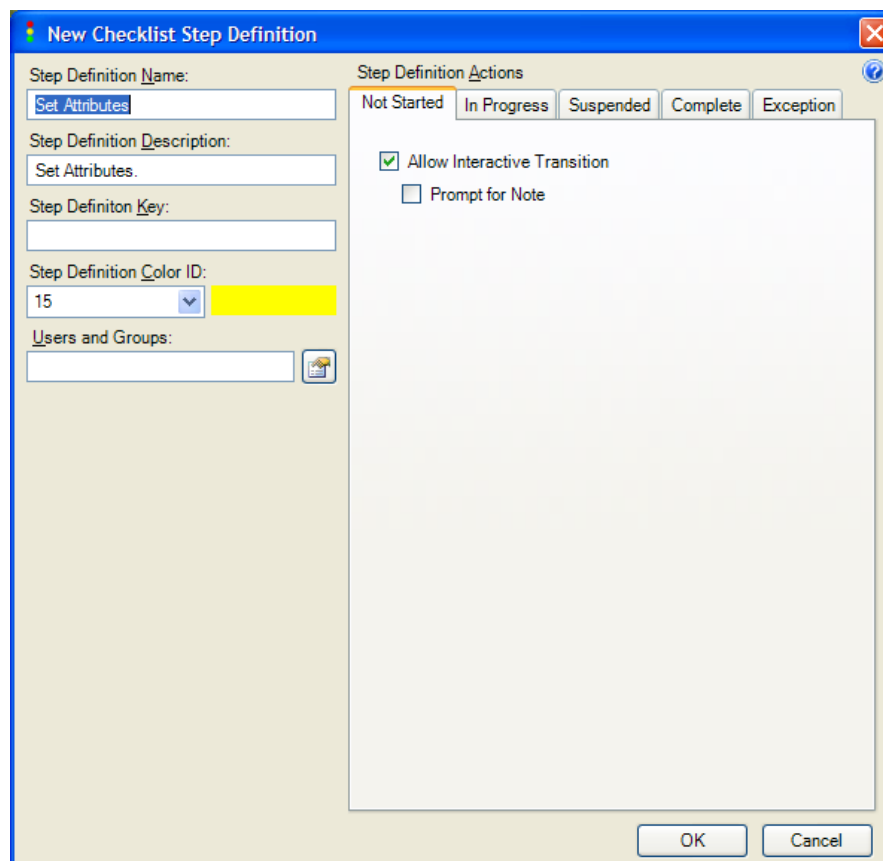 New Checklist Step Definition
Step Definition Name:
Set Attributes
Step Definition Description:
Set Attributes.
Step Definiton Key:
Step Definition Color ID:
15
Users and Groups:
Step Definition Actions
Not Started In Progress Suspended Complete Exception
Allow Interactive Transition
Prompt for Note
OK Cancel